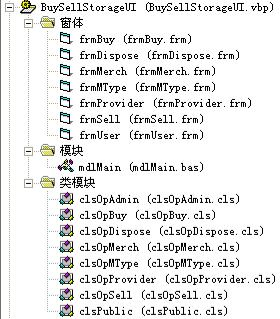 BuySellStorageUI (BuySellStorageUI.vbp)
窗体
frmBuy (frmBuy.frm)
frmDispose (frmDispose.frm)
frmMerch (frmMerch.frm)
frmMType (frmMType.frm)
frmProvider (frmProvider.frm)
frmSell (frmSell.frm)
frmUser (frmUser.frm)
模块
mdlMain (mdlMain.bas)
类模块
clsOpAdmin (clsOpAdmin.cls)
clsOpBuy (clsOpBuy.cls)
clsOpDispose (clsOpDispose.cls)
clsOpMerch (clsOpMerch.cls)
clsOpMType (clsOpMType.cls)
clsOpProvider (clsOpProvider.cls)
clsOpSell (clsOpSell.cls)
clsPublic (clsPublic.cls)